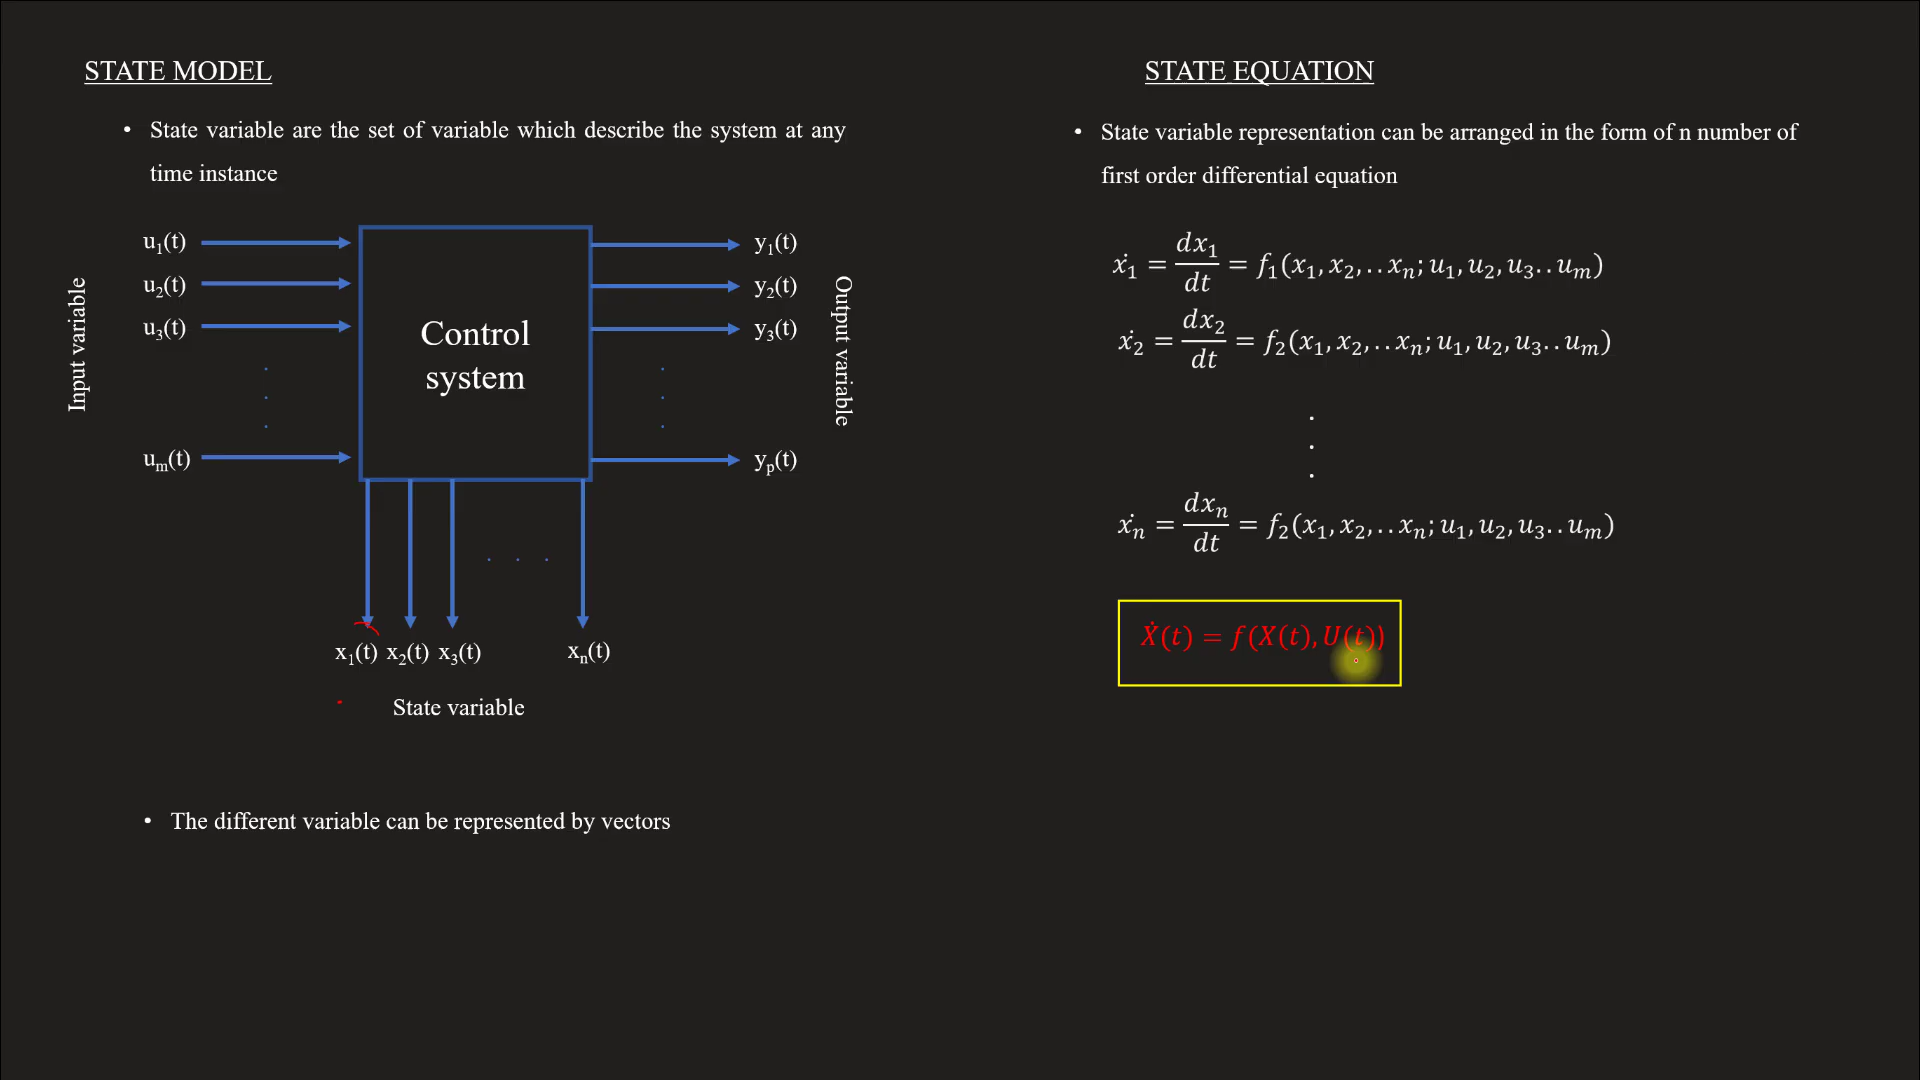 STATE MODEL
• State variable are the set of variable which describe the system at any
time instance
Input variable
u₁(t)
u₂(t)
u₃(t)
.
.
.
uₘ(t)
Control
system
y₁(t)
y₂(t)
y₃(t)
.
.
.
yₚ(t)
Output variable
. . .
x₁(t) x₂(t) x₃(t) xₙ(t)
State variable
• The different variable can be represented by vectors
STATE EQUATION
• State variable representation can be arranged in the form of n number of
first order differential equation
ẋ₁ = dx₁/dt = f₁(x₁, x₂, . . xₙ; u₁, u₂, u₃. . uₘ)
ẋ₂ = dx₂/dt = f₂(x₁, x₂, . . xₙ; u₁, u₂, u₃. . uₘ)
.
.
.
ẋₙ = dxₙ/dt = f₂(x₁, x₂, . . xₙ; u₁, u₂, u₃. . uₘ)
Ẋ(t) = f(X(t), U(t))